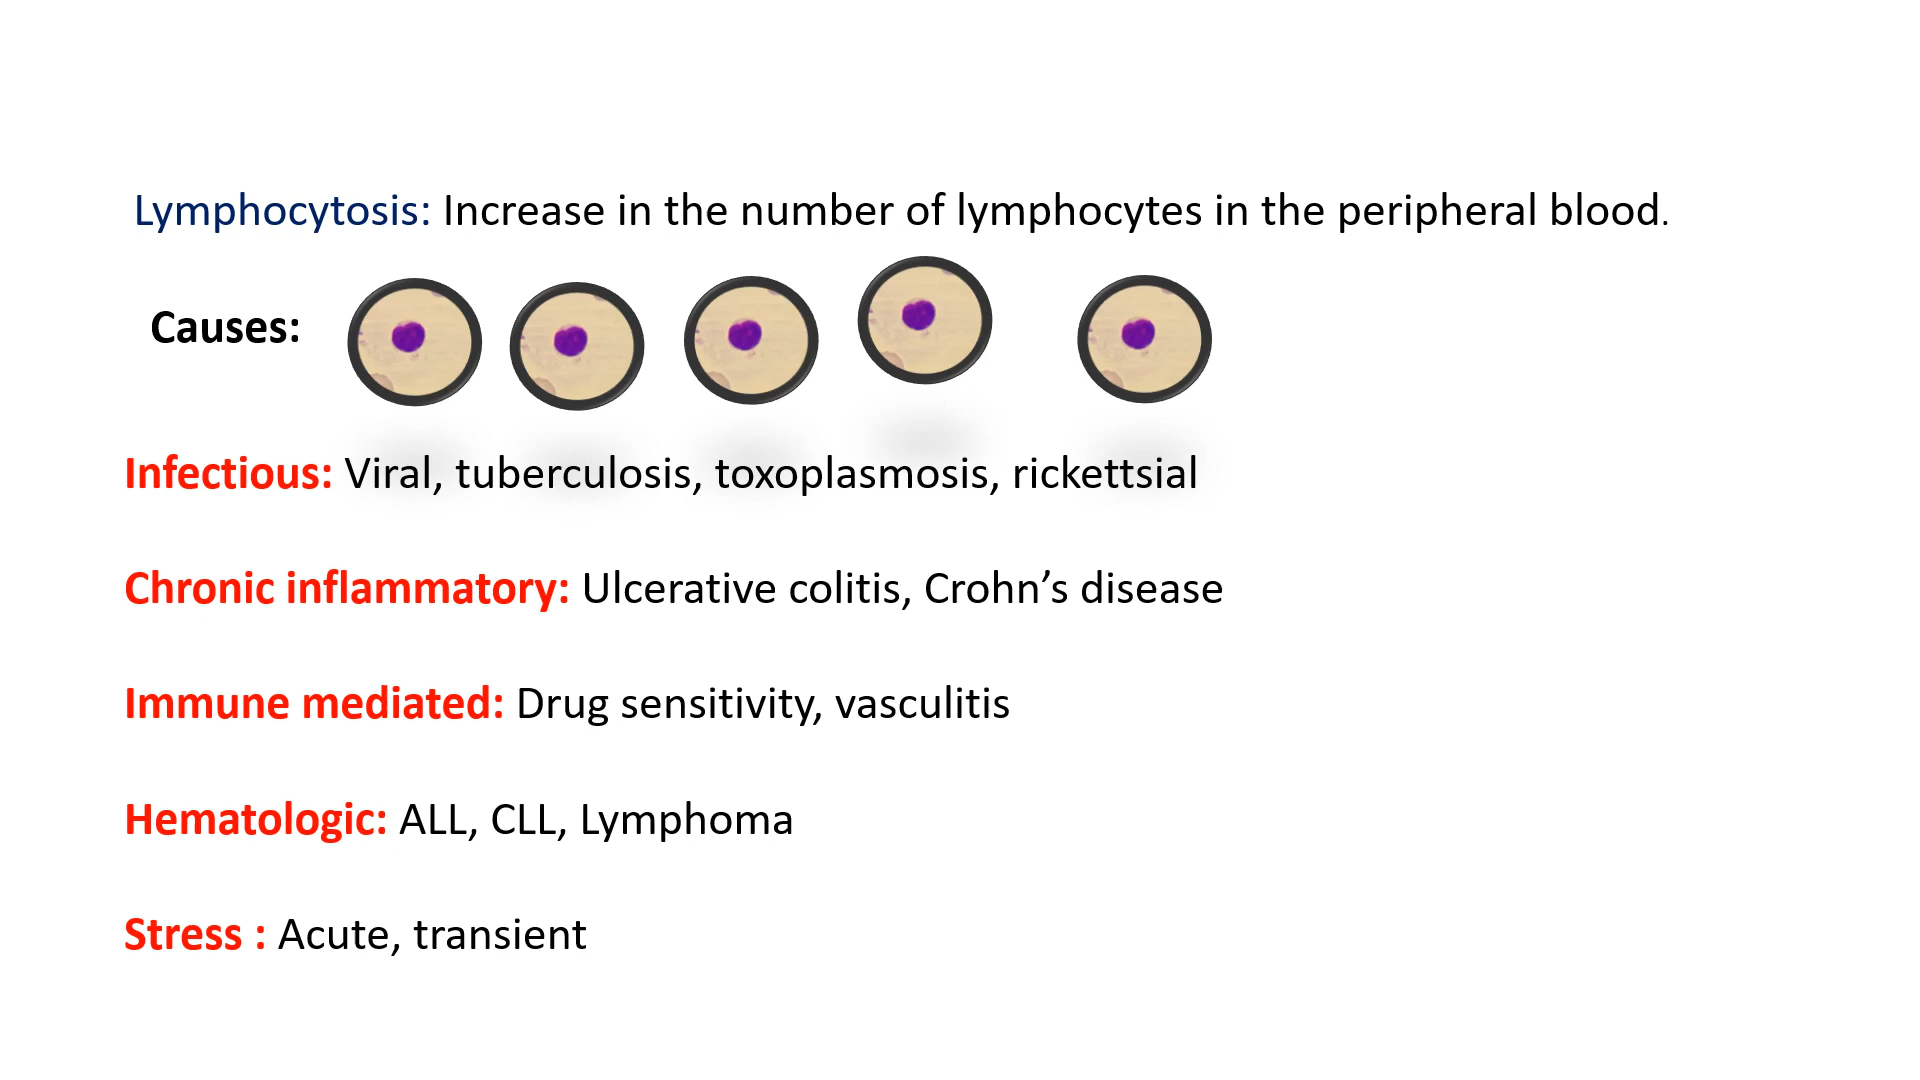 Lymphocytosis: Increase in the number of lymphocytes in the peripheral blood.
Causes:
Infectious: Viral, tuberculosis, toxoplasmosis, rickettsial
Chronic inflammatory: Ulcerative colitis, Crohn’s disease
Immune mediated: Drug sensitivity, vasculitis
Hematologic: ALL, CLL, Lymphoma
Stress : Acute, transient